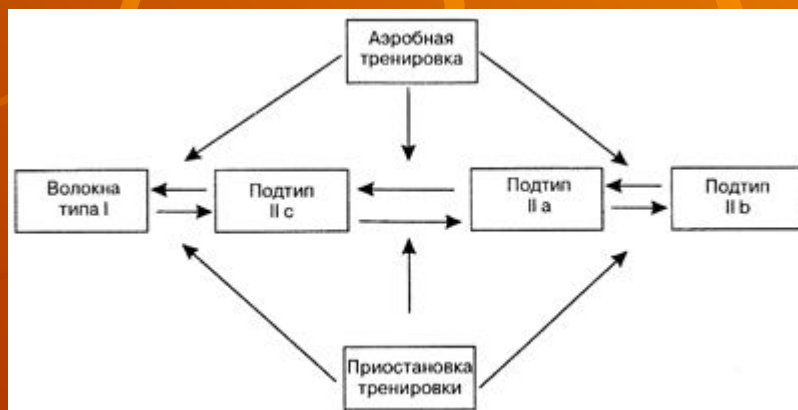 Аэробная
тренировка
Волокна
типа I
Подтип
II c
Подтип
II a
Подтип
II b
Приостановка
тренировки